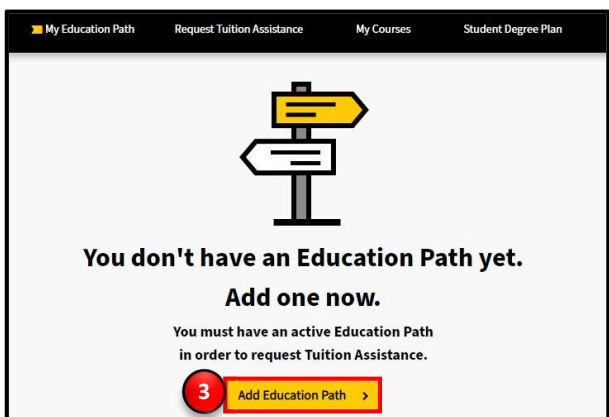 My Education Path Request Tuition Assistance My Courses Student Degree Plan
You don't have an Education Path yet.
Add one now.
You must have an active Education Path
in order to request Tuition Assistance.
3 Add Education Path >